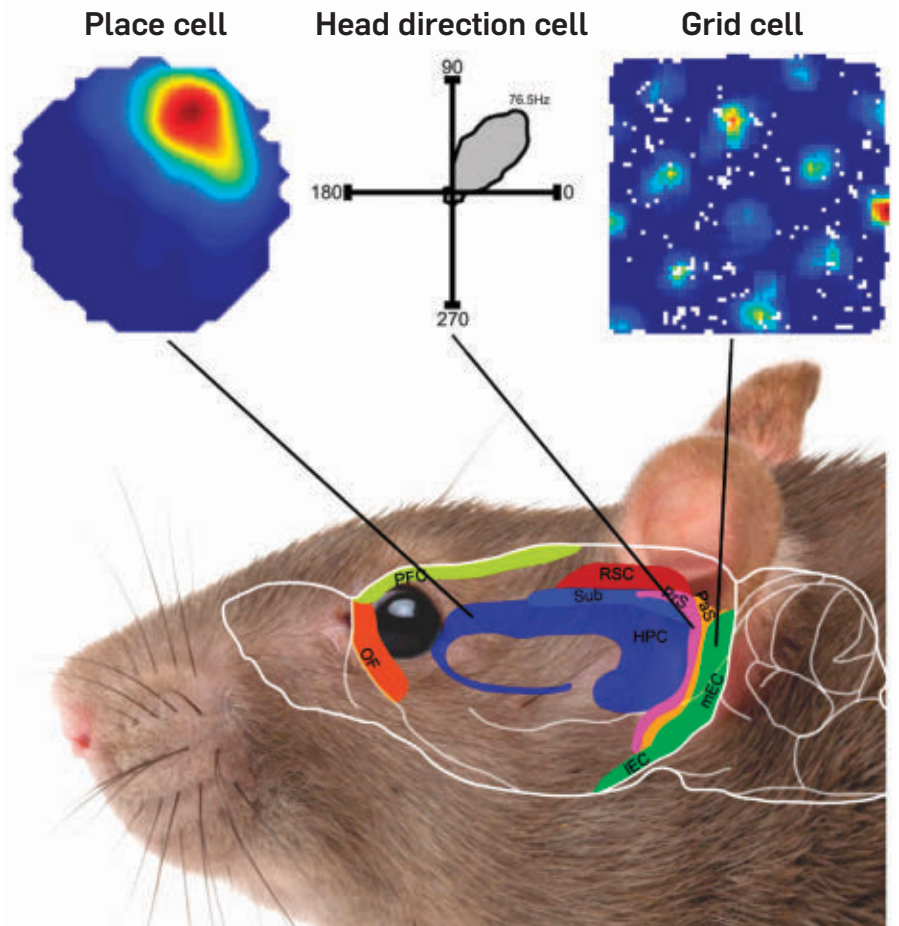 Place cell
Head direction cell
Grid cell
90
76.5Hz
180
0
270
PFC
RSC
Sub
PrS
PaS
HPC
OF
mEC
lEC